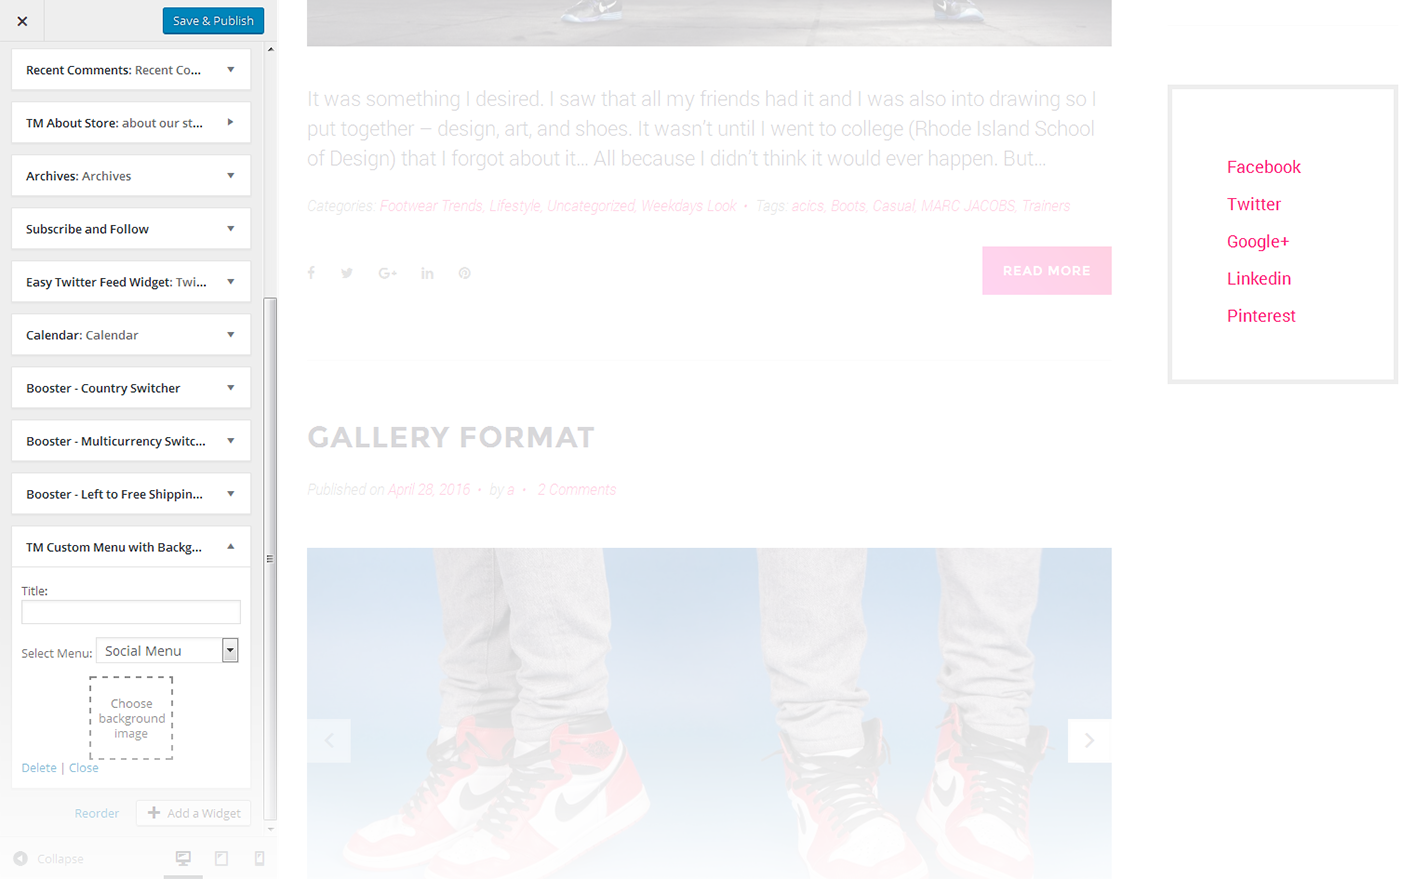 Save & Publish
Recent Comments: Recent Co...
TM About Store: about our st...
Archives: Archives
Subscribe and Follow
Easy Twitter Feed Widget: Twi...
Calendar: Calendar
Booster - Country Switcher
Booster - Multicurrency Switc...
Booster - Left to Free Shippin...
TM Custom Menu with Backg...
Title:
Select Menu: Social Menu
Choose
background
image
Delete | Close
Reorder
Add a Widget
Collapse
It was something I desired. I saw that all my friends had it and I was also into drawing so I
put together – design, art, and shoes. It wasn't until I went to college (Rhode Island School
of Design) that I forgot about it... All because I didn't think it would ever happen. But...
Categories: Footwear Trends, Lifestyle, Uncategorized, Weekdays Look • Tags: acics, Boots, Casual, MARC JACOBS, Trainers
READ MORE
GALLERY FORMAT
Published on April 28, 2016 • by a • 2 Comments
Facebook
Twitter
Google+
Linkedin
Pinterest